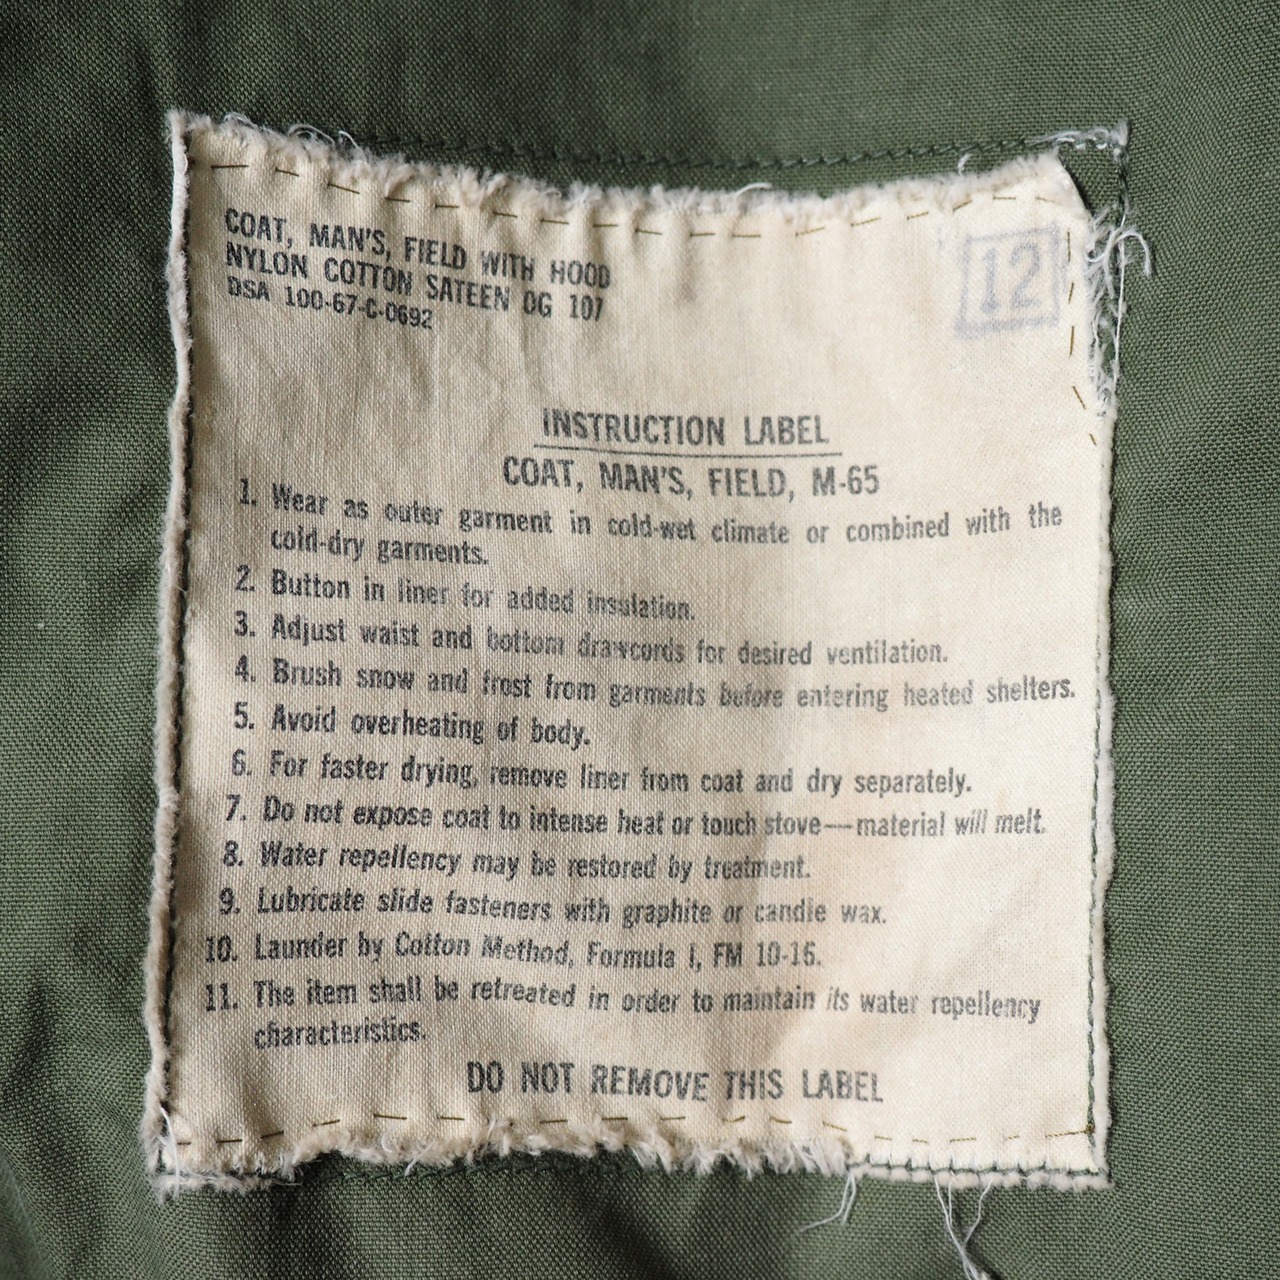 COAT, MAN'S, FIELD WITH HOOD
NYLON COTTON SATEEN OG 107
DSA 100-67-C-0692
12
INSTRUCTION LABEL
COAT, MAN'S, FIELD, M-65
1. Wear as outer garment in cold-wet climate or combined with the
cold-dry garments.
2. Button in liner for added insulation.
3. Adjust waist and bottom drawcords for desired ventilation.
4. Brush snow and frost from garments before entering heated shelters.
5. Avoid overheating of body.
6. For faster drying, remove liner from coat and dry separately.
7. Do not expose coat to intense heat or touch stove—material will melt.
8. Water repellency may be restored by treatment.
9. Lubricate slide fasteners with graphite or candle wax.
10. Launder by Cotton Method, Formula I, FM 10-16.
11. The item shall be retreated in order to maintain its water repellency
characteristics.
DO NOT REMOVE THIS LABEL